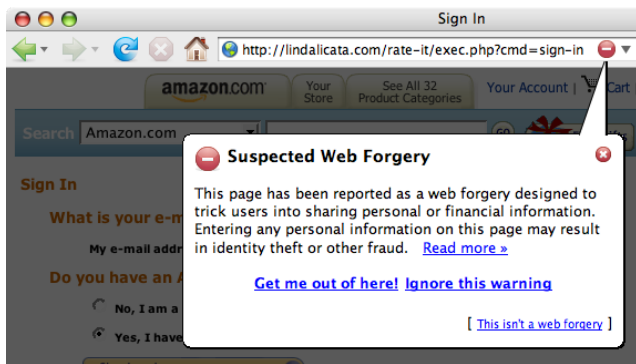 Sign In
http://lindalicata.com/rate-it/exec.php?cmd=sign-in
amazon.com
Your Store
See All 32 Product Categories
Your Account |
Cart
Search Amazon.com
GO
Suspected Web Forgery
This page has been reported as a web forgery designed to
trick users into sharing personal or financial information.
Entering any personal information on this page may result
in identity theft or other fraud. Read more »
Get me out of here! Ignore this warning
[ This isn't a web forgery ]
Sign In
What is your e-m
My e-mail addr
Do you have an A
No, I am a
Yes, I have